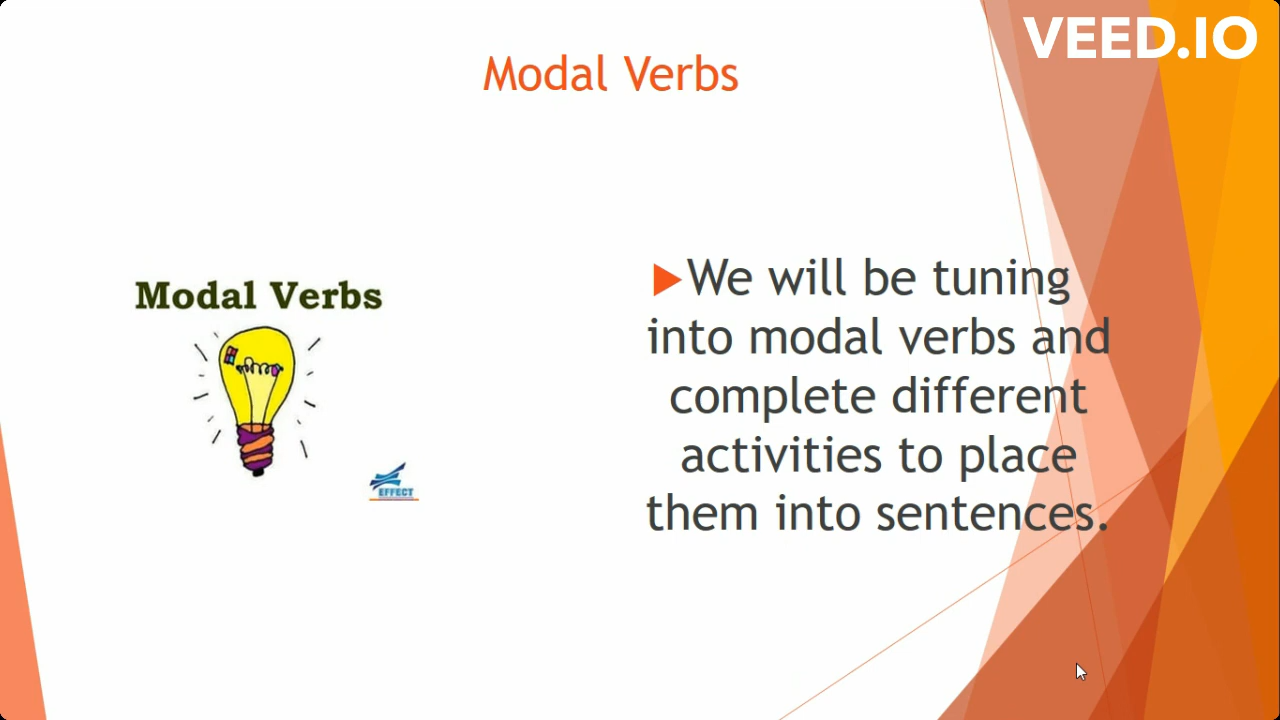 VEED.IO
Modal Verbs
Modal Verbs
EFFECT
We will be tuning
into modal verbs and
complete different
activities to place
them into sentences.